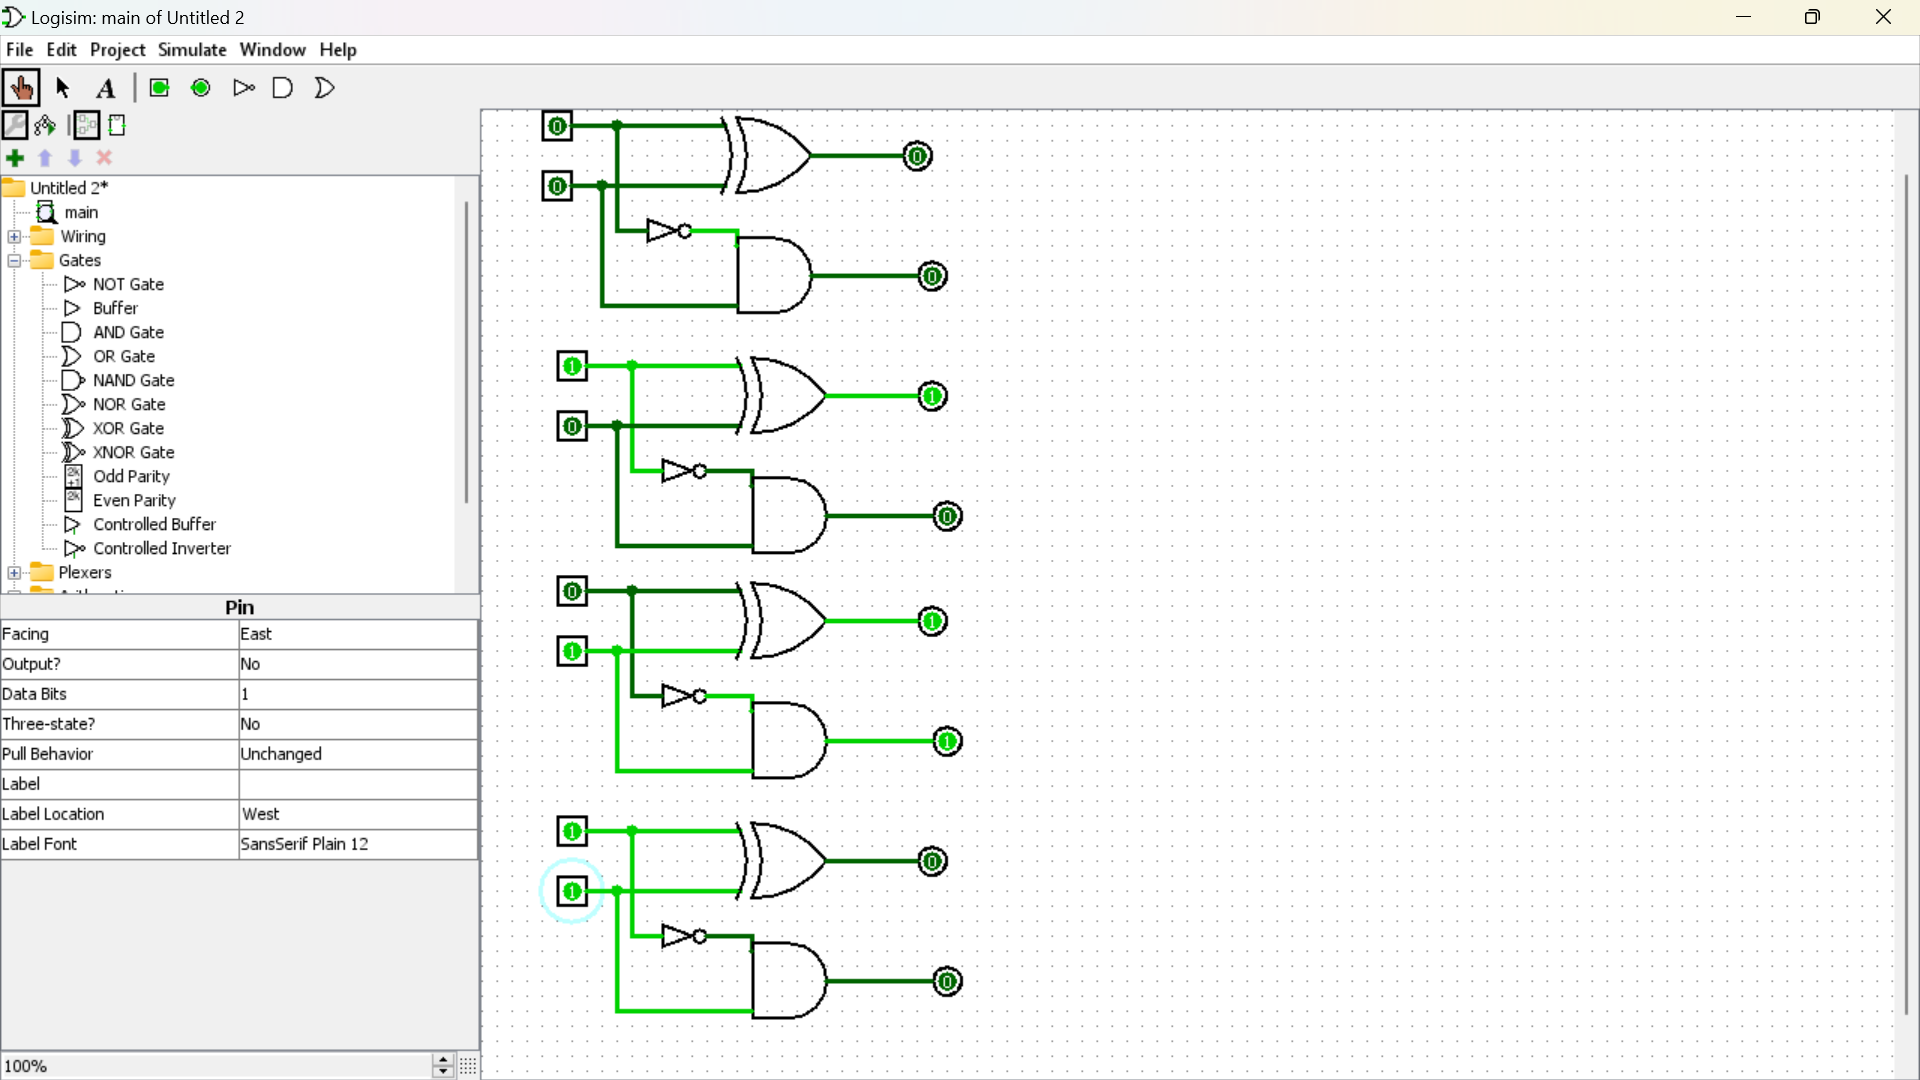 Logisim: main of Untitled 2
File Edit Project Simulate Window Help
A
Untitled 2*
main
Wiring
Gates
NOT Gate
Buffer
AND Gate
OR Gate
NAND Gate
NOR Gate
XOR Gate
XNOR Gate
2k+1 Odd Parity
2k Even Parity
Controlled Buffer
Controlled Inverter
Plexers
Pin
Facing East
Output? No
Data Bits 1
Three-state? No
Pull Behavior Unchanged
Label
Label Location West
Label Font SansSerif Plain 12
100%
0
0
0
0
1
1
0
0
0
1
1
1
1
0
1
0